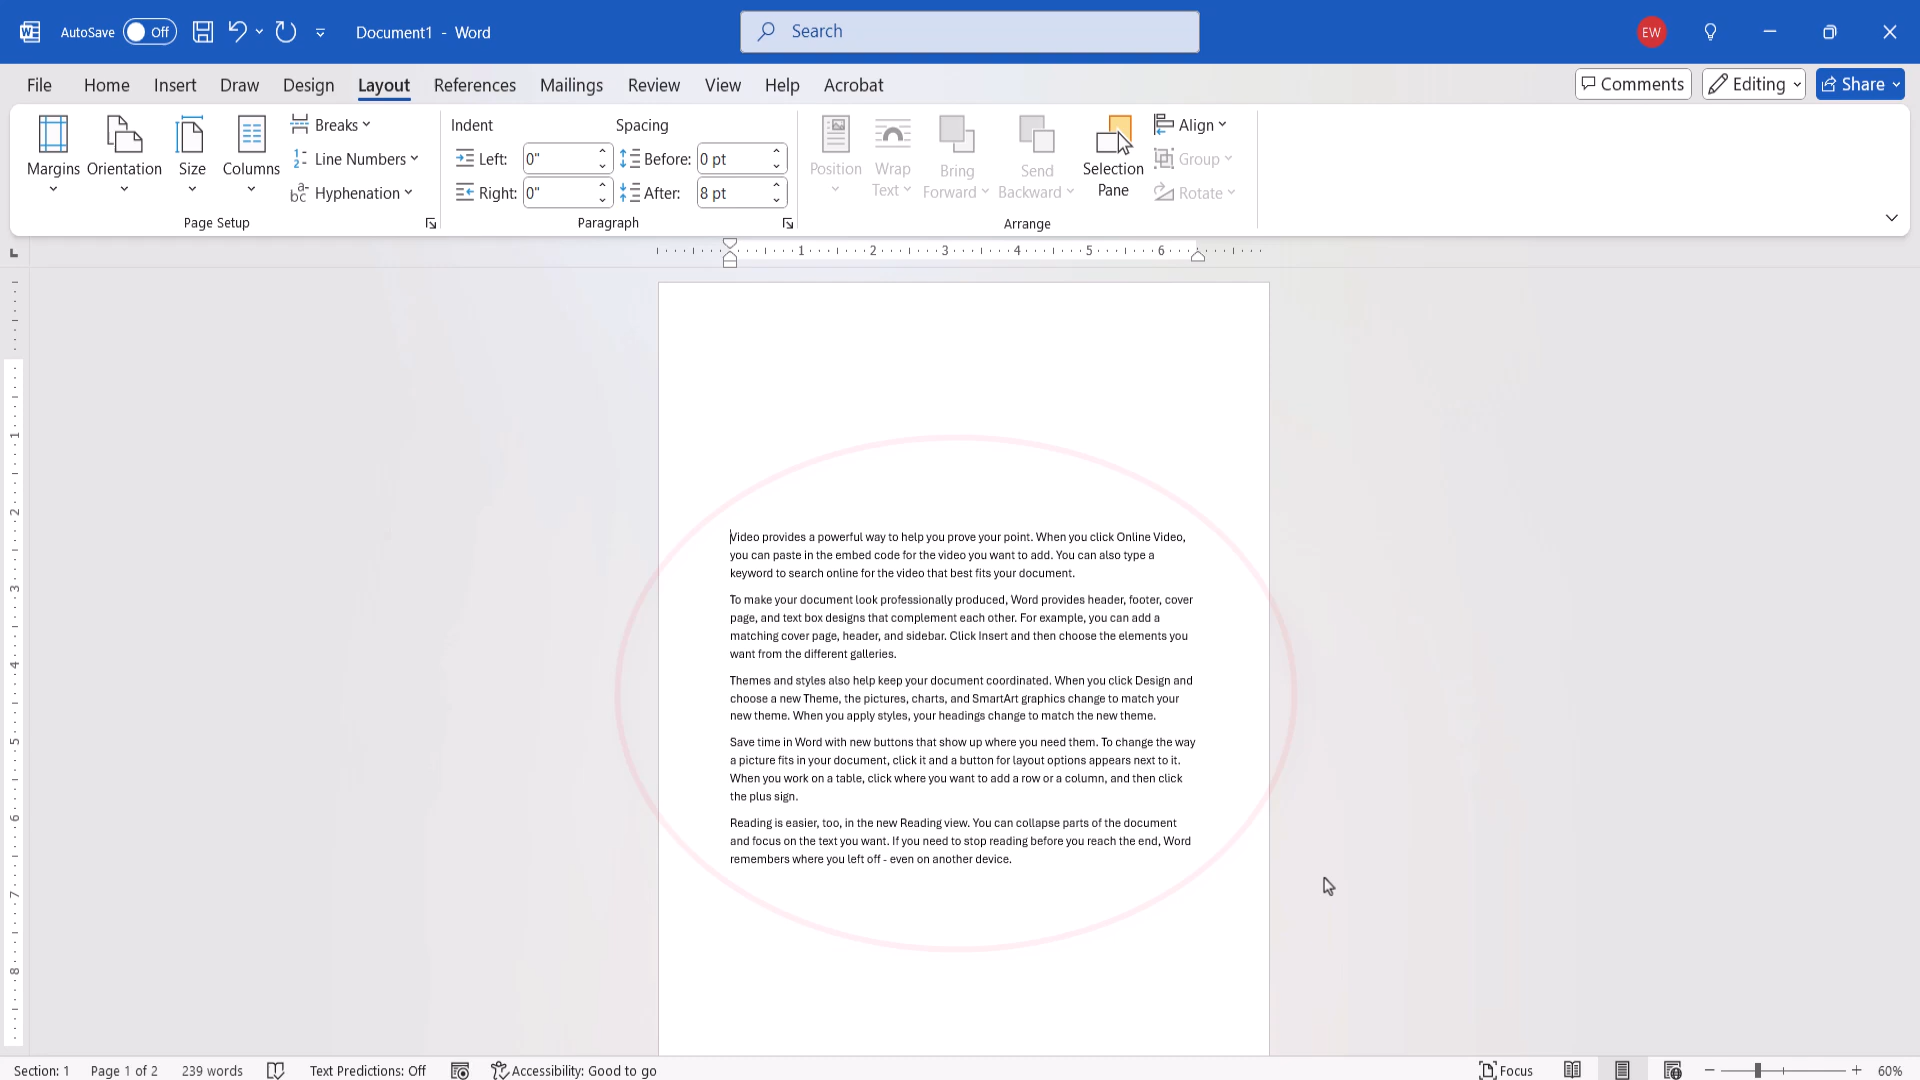 AutoSave Off Document1 - Word Search EW
File Home Insert Draw Design Layout References Mailings Review View Help Acrobat Comments Editing Share
Margins Orientation Size Columns
Breaks
Line Numbers
Hyphenation
Page Setup
Indent Spacing
Left: 0" Before: 0 pt
Right: 0" After: 8 pt
Paragraph
Position
Wrap Text
Bring Forward
Send Backward
Selection Pane
Align
Group
Rotate
Arrange
1 2 3 4 5 6
1
2
3
4
5
6
7
8
Video provides a powerful way to help you prove your point. When you click Online Video,
you can paste in the embed code for the video you want to add. You can also type a
keyword to search online for the video that best fits your document.
To make your document look professionally produced, Word provides header, footer, cover
page, and text box designs that complement each other. For example, you can add a
matching cover page, header, and sidebar. Click Insert and then choose the elements you
want from the different galleries.
Themes and styles also help keep your document coordinated. When you click Design and
choose a new Theme, the pictures, charts, and SmartArt graphics change to match your
new theme. When you apply styles, your headings change to match the new theme.
Save time in Word with new buttons that show up where you need them. To change the way
a picture fits in your document, click it and a button for layout options appears next to it.
When you work on a table, click where you want to add a row or a column, and then click
the plus sign.
Reading is easier, too, in the new Reading view. You can collapse parts of the document
and focus on the text you want. If you need to stop reading before you reach the end, Word
remembers where you left off - even on another device.
Section: 1 Page 1 of 2 239 words Text Predictions: Off Accessibility: Good to go Focus 60%